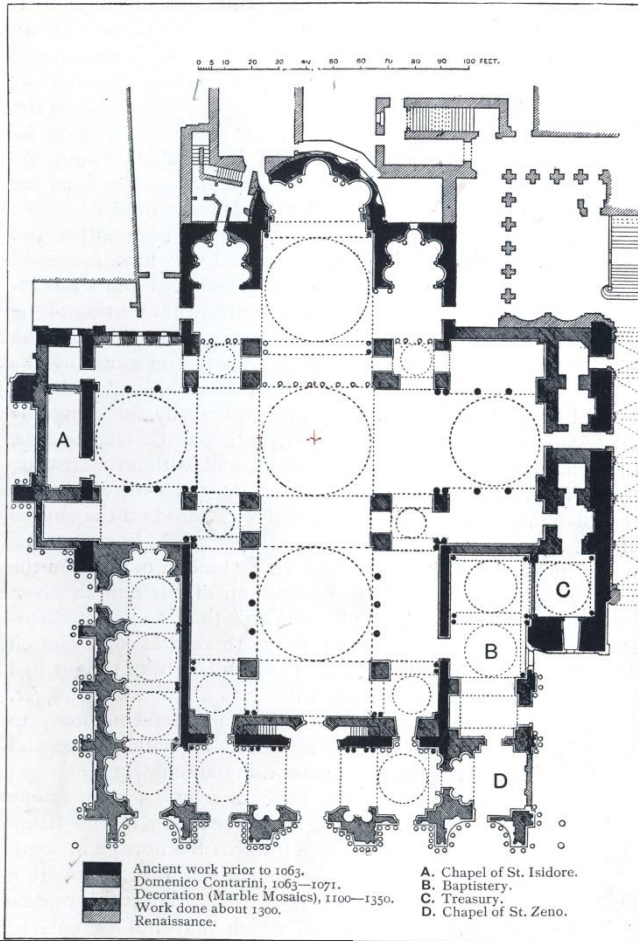 0 5 10 20 30 40 50 60 70 80 90 100 FEET.
A
C
B
D
Ancient work prior to 1063.
Domenico Contarini, 1063—1071.
Decoration (Marble Mosaics), 1100—1350.
Work done about 1300.
Renaissance.
A. Chapel of St. Isidore.
B. Baptistery.
C. Treasury.
D. Chapel of St. Zeno.